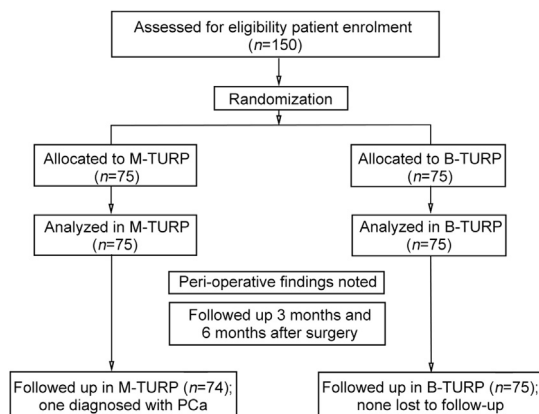 Assessed for eligibility patient enrolment
(n=150)
Randomization
Allocated to M-TURP
(n=75)
Allocated to B-TURP
(n=75)
Analyzed in M-TURP
(n=75)
Analyzed in B-TURP
(n=75)
Peri-operative findings noted
Followed up 3 months and
6 months after surgery
Followed up in M-TURP (n=74);
one diagnosed with PCa
Followed up in B-TURP (n=75);
none lost to follow-up